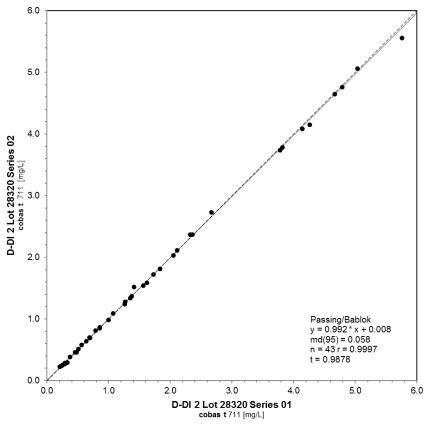 6.0
5.0
4.0
3.0
2.0
1.0
0.0
D-DI 2 Lot 28320 Series 02
cobas t 711 [mg/L]
Passing/Bablok
y = 0.992 * x + 0.008
md(95) = 0.058
n = 43 r = 0.9997
t = 0.9878
0.0 1.0 2.0 3.0 4.0 5.0 6.0
D-DI 2 Lot 28320 Series 01
cobas t 711 [mg/L]